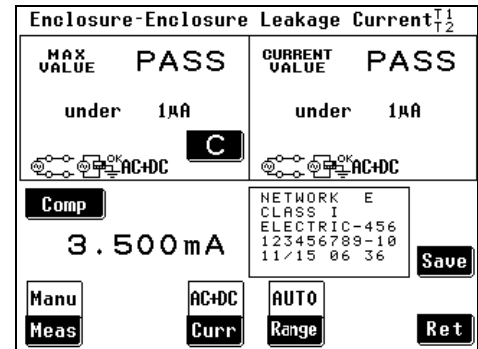 Enclosure-Enclosure Leakage Current T1 T2
MAX VALUE PASS
under 1µA
C
OK AC+DC
CURRENT VALUE PASS
under 1µA
OK AC+DC
Comp
3.500mA
NETWORK E
CLASS I
ELECTRIC-456
123456789-10
11/15 06 36
Save
Manu AC+DC AUTO
Meas Curr Range Ret